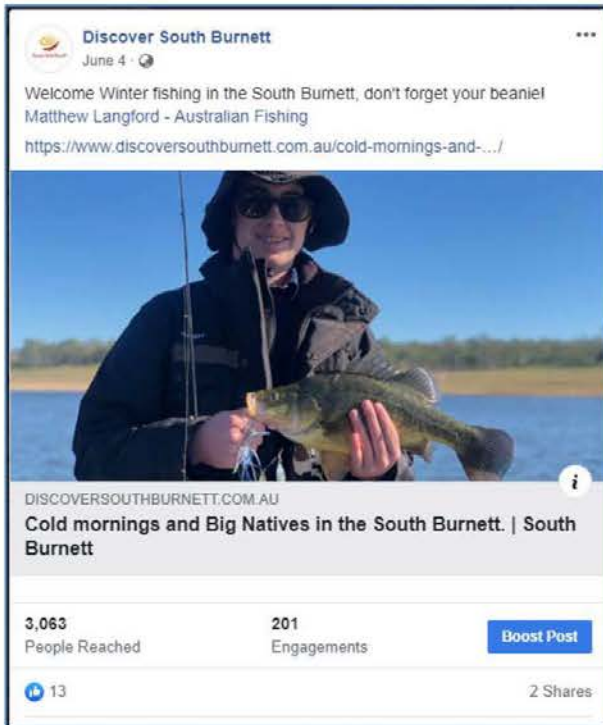 Discover South Burnett
June 4
Welcome Winter fishing in the South Burnett, don't forget your beanie!
Matthew Langford - Australian Fishing
https://www.discoversouthburnett.com.au/cold-mornings-and-.../
i
DISCOVERSOUTHBURNETT.COM.AU
Cold mornings and Big Natives in the South Burnett. | South
Burnett
3,063
201
People Reached
Engagements
Boost Post
13
2 Shares